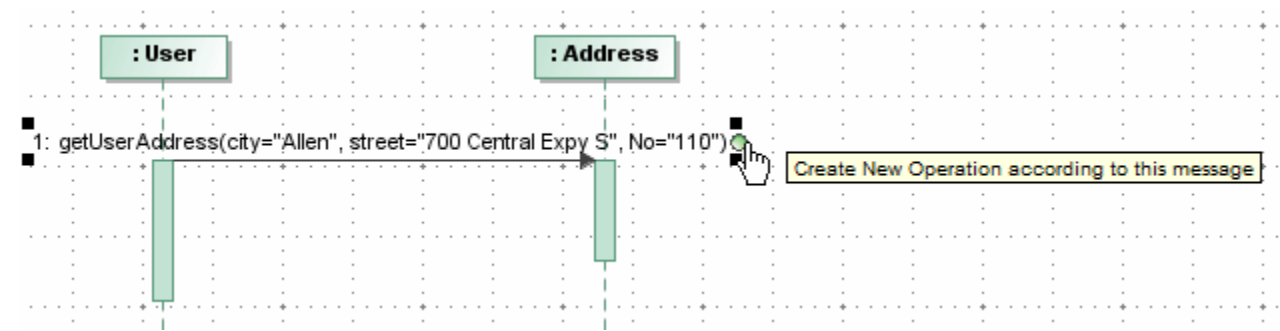 : User
: Address
1: getUserAddress(city="Allen", street="700 Central Expy S", No="110")
Create New Operation according to this message